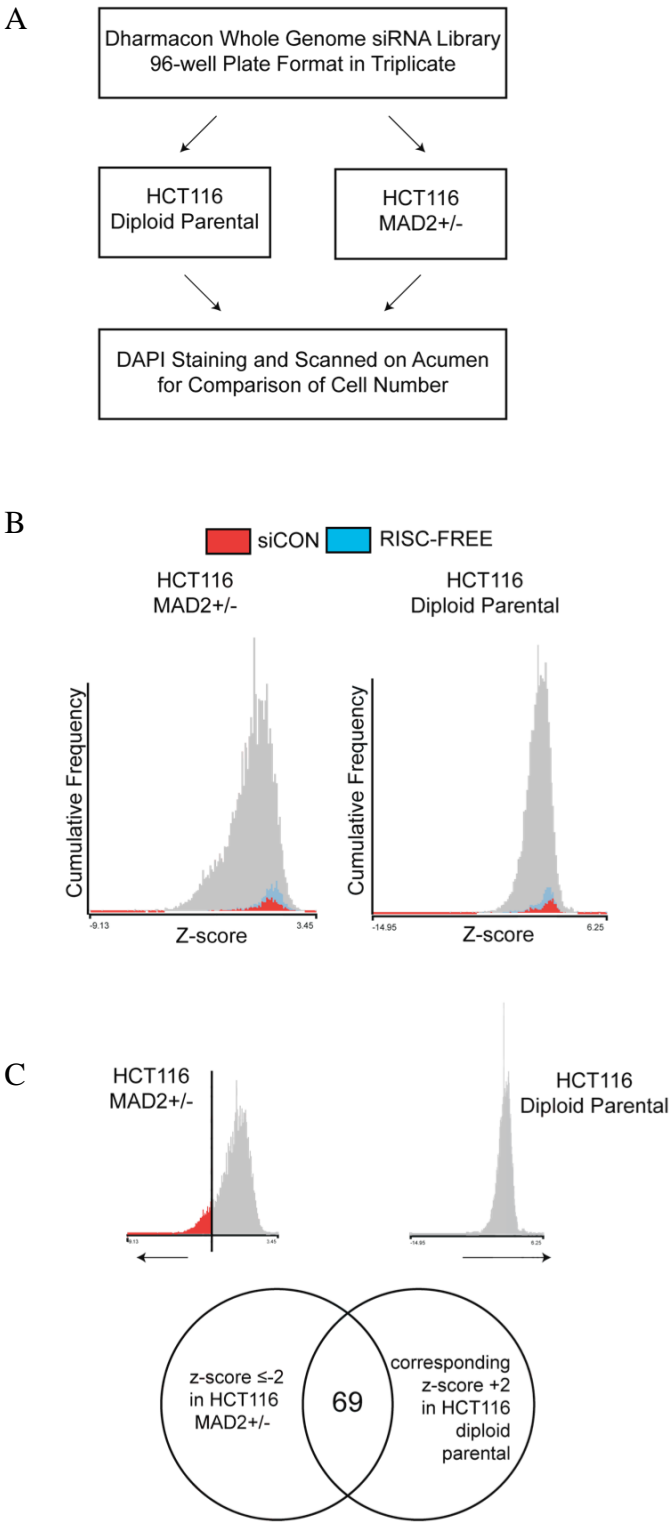 A
Dharmacon Whole Genome siRNA Library
96-well Plate Format in Triplicate
HCT116
Diploid Parental
HCT116
MAD2+/-
DAPI Staining and Scanned on Acumen
for Comparison of Cell Number
B
siCON
RISC-FREE
HCT116
MAD2+/-
HCT116
Diploid Parental
Cumulative Frequency
-9.13
3.45
Z-score
Cumulative Frequency
-14.95
6.25
Z-score
C
HCT116
MAD2+/-
HCT116
Diploid Parental
-9.13
3.45
-14.95
6.25
z-score ≤-2
in HCT116
MAD2+/-
69
corresponding
z-score +2
in HCT116
diploid
parental